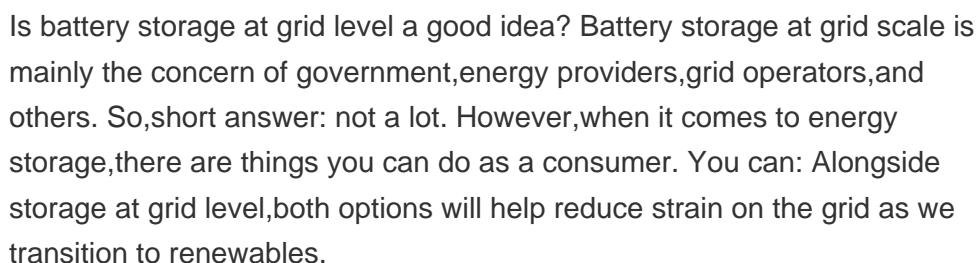 Is battery storage at grid level a good idea? Battery storage at grid scale is
mainly the concern of government,energy providers,grid operators,and
others. So,short answer: not a lot. However,when it comes to energy
storage,there are things you can do as a consumer. You can: Alongside
storage at grid level,both options will help reduce strain on the grid as we
transition to renewables.